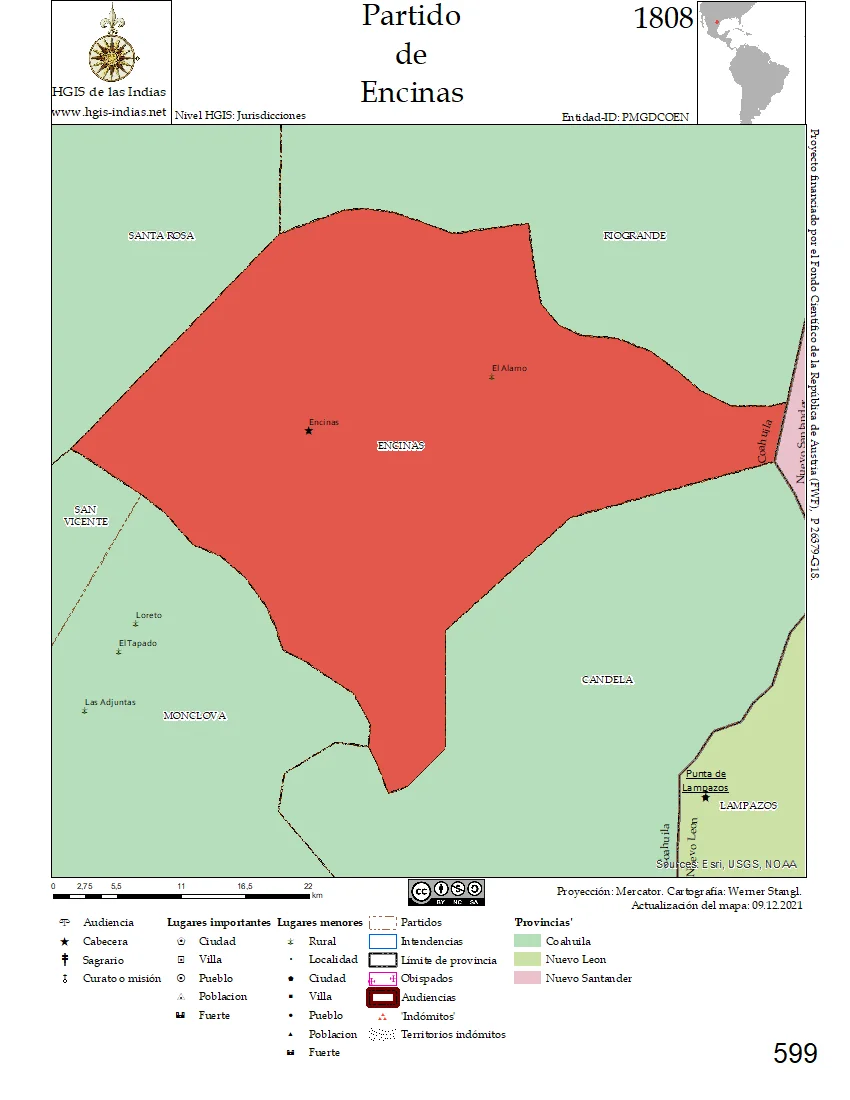 Partido
de
Encinas
1808
HGIS de las Indias
www.hgis-indias.net
Nivel HGIS: Jurisdicciones
Entidad-ID: PMGDCOEN
Proyecto financiado por el Fondo Científico de la República de Austria (FWF), P 26379-G18.
SANTA ROSA
RIOGRANDE
El Alamo
Encinas
ENCINAS
Coahuila
Nuevo Santander
SAN
VICENTE
Loreto
El Tapado
Las Adjuntas
MONCLOVA
CANDELA
Punta de
Lampazos
LAMPAZOS
Coahuila
Nuevo Leon
Sources: Esri, USGS, NOAA
0 2,75 5,5 11 16,5 22
km
CC BY NC SA
Proyección: Mercator. Cartografía: Werner Stangl.
Actualización del mapa: 09.12.2021
Audiencia
Cabecera
Sagrario
Curato o misión
Lugares importantes
Ciudad
Villa
Pueblo
Poblacion
Fuerte
Lugares menores
Rural
Localidad
Ciudad
Villa
Pueblo
Poblacion
Fuerte
Partidos
Intendencias
Límite de provincia
Obispados
Audiencias
'Indómitos'
Territorios indómitos
'Provincias'
Coahuila
Nuevo Leon
Nuevo Santander
599